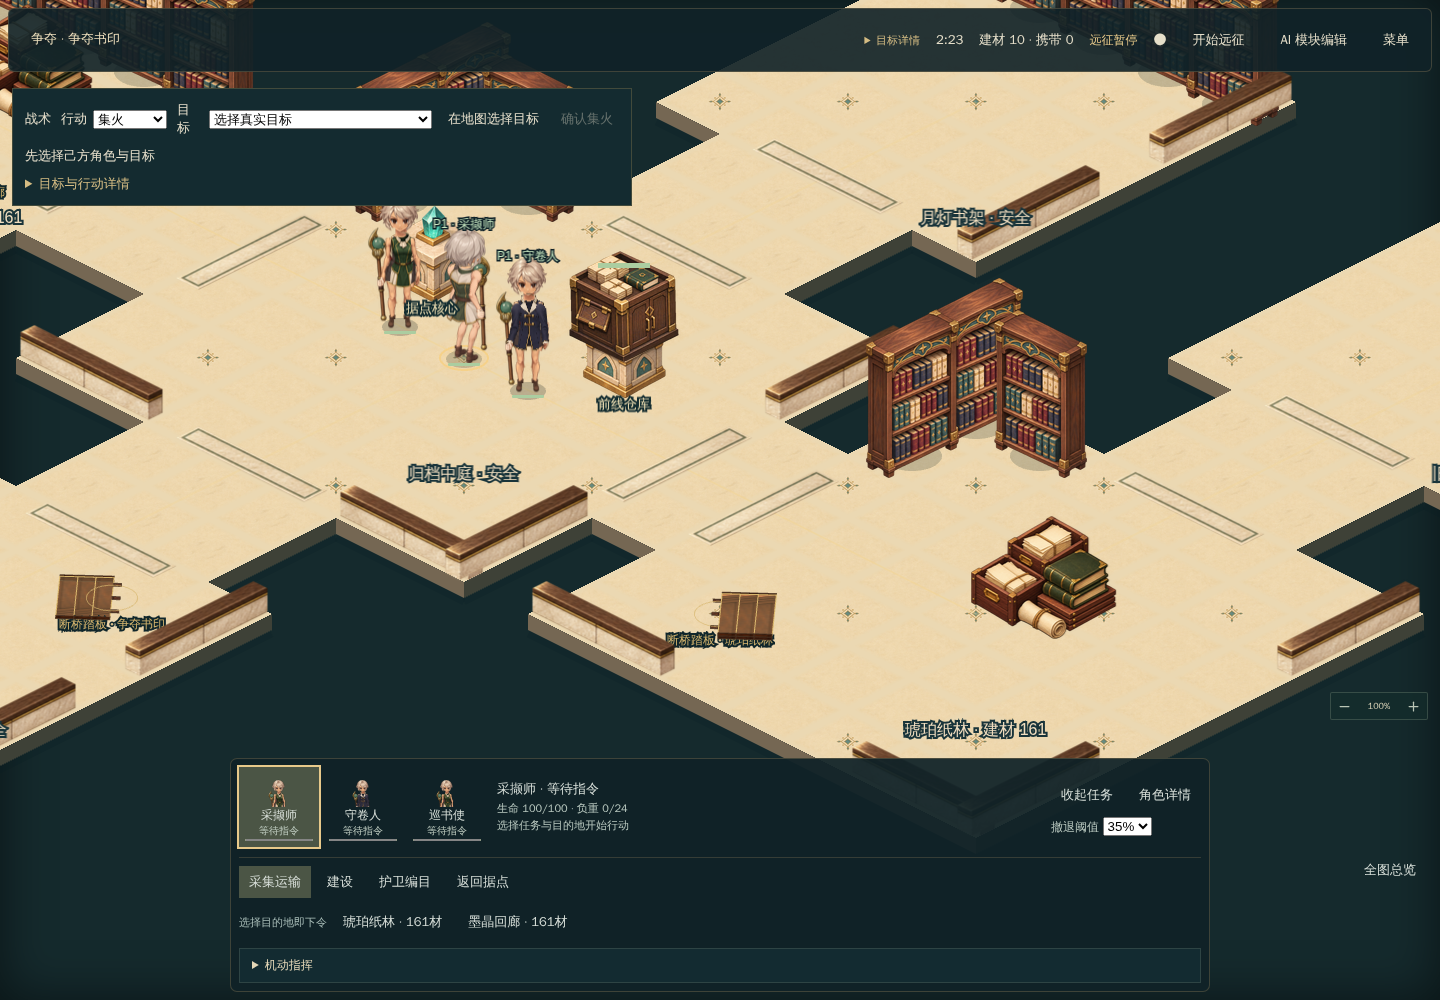 争夺 · 争夺书印
目标详情 2:23 建材 10 · 携带 0 远征暂停 开始远征 AI 模块编辑 菜单
战术 行动 集火 目标 选择真实目标 在地图选择目标 确认集火
先选择己方角色与目标
目标与行动详情
161
月灯书架 · 安全
P1 · 采撷师
P1 · 守卷人
据点核心
前线仓库
归档中庭 · 安全
断桥踏板 · 争夺书印
断桥踏板 · 琥珀纸林
琥珀纸林 · 建材 161
100%
采撷师 等待指令
守卷人 等待指令
巡书使 等待指令
采撷师 · 等待指令
生命 100/100 · 负重 0/24
选择任务与目的地开始行动
收起任务 角色详情
撤退阈值 35%
采集运输 建设 护卫编目 返回据点
选择目的地即下令 琥珀纸林 · 161材 墨晶回廊 · 161材
机动指挥
全图总览